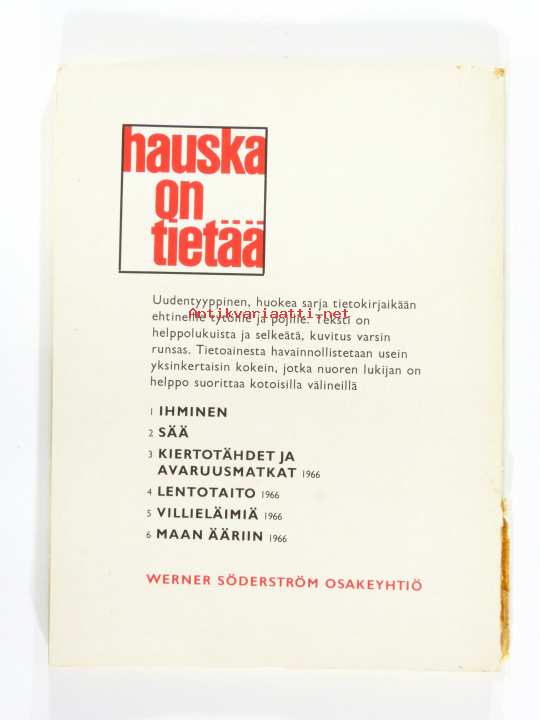 hauska
on
tietää
Uudentyyppinen, huokea sarja tietokirjaikään
Antikvariaatti.net
ehtineille tytöille ja pojille. Teksti on
helppolukuista ja selkeätä, kuvitus varsin
runsas. Tietoainesta havainnollistetaan usein
yksinkertaisin kokein, jotka nuoren lukijan on
helppo suorittaa kotoisilla välineillä
1 IHMINEN
2 SÄÄ
3 KIERTOTÄHDET JA
AVARUUSMATKAT 1966
4 LENTOTAITO 1966
5 VILLIELÄIMIÄ 1966
6 MAAN ÄÄRIIN 1966
WERNER SÖDERSTRÖM OSAKEYHTIÖ